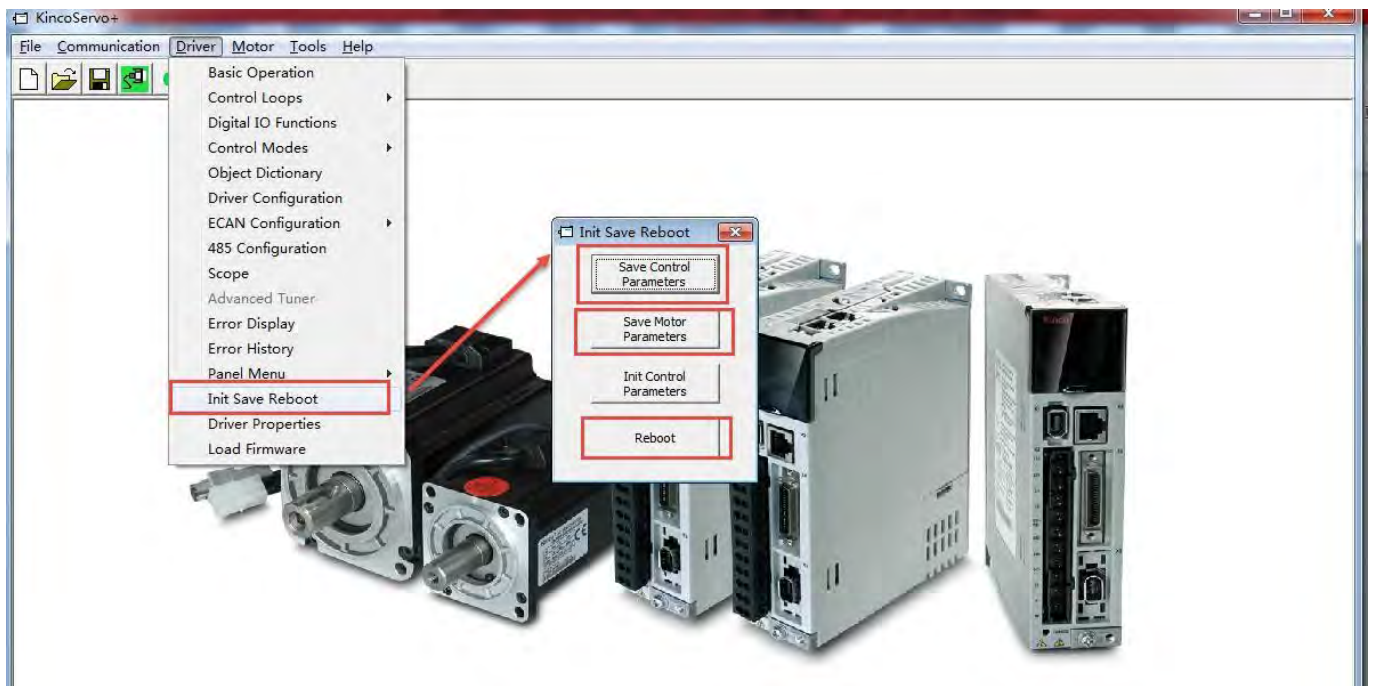 KincoServo+
File Communication Driver Motor Tools Help
Basic Operation
Control Loops
Digital IO Functions
Control Modes
Object Dictionary
Driver Configuration
ECAN Configuration
485 Configuration
Scope
Advanced Tuner
Error Display
Error History
Panel Menu
Init Save Reboot
Driver Properties
Load Firmware
Init Save Reboot
Save Control
Parameters
Save Motor
Parameters
Init Control
Parameters
Reboot
Kinco